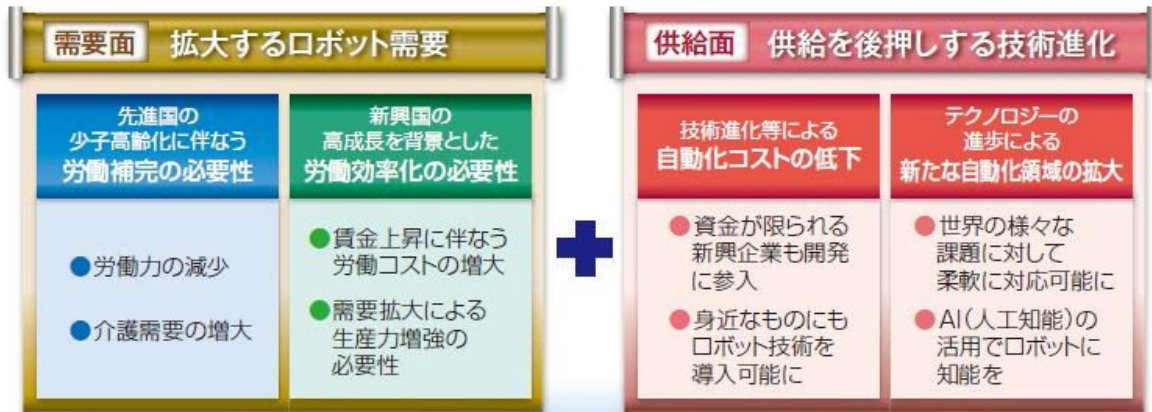 需要面 拡大するロボット需要
先進国の
少子高齢化に伴なう
労働補完の必要性
●労働力の減少
●介護需要の増大
新興国の
高成長を背景とした
労働効率化の必要性
●賃金上昇に伴なう
労働コストの増大
●需要拡大による
生産力増強の
必要性
供給面 供給を後押しする技術進化
技術進化等による
自動化コストの低下
●資金が限られる
新興企業も開発
に参入
●身近なものにも
ロボット技術を
導入可能に
テクノロジーの
進歩による
新たな自動化領域の拡大
●世界の様々な
課題に対して
柔軟に対応可能に
●AI(人工知能)の
活用でロボットに
知能を